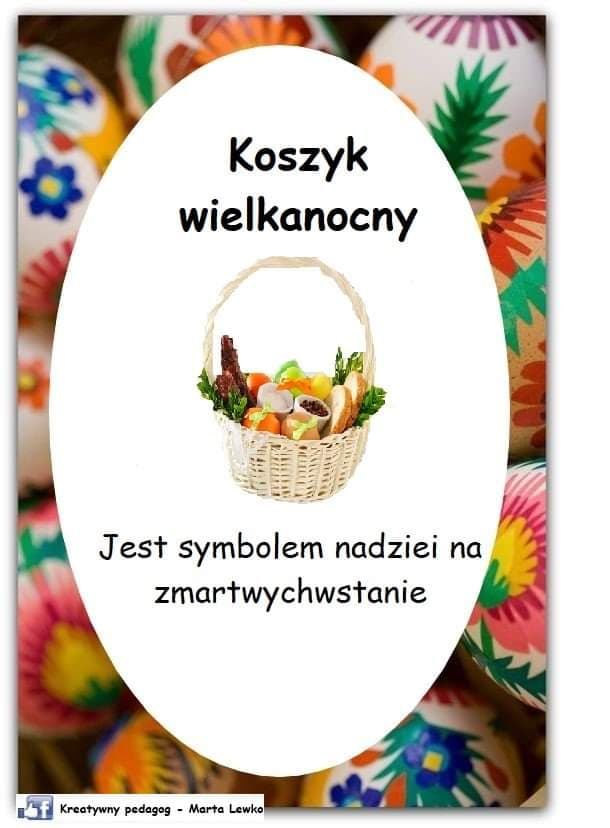 Koszyk
wielkanocny
Jest symbolem nadziei na
zmartwychwstanie
Kreatywny pedagog - Marta Lewko